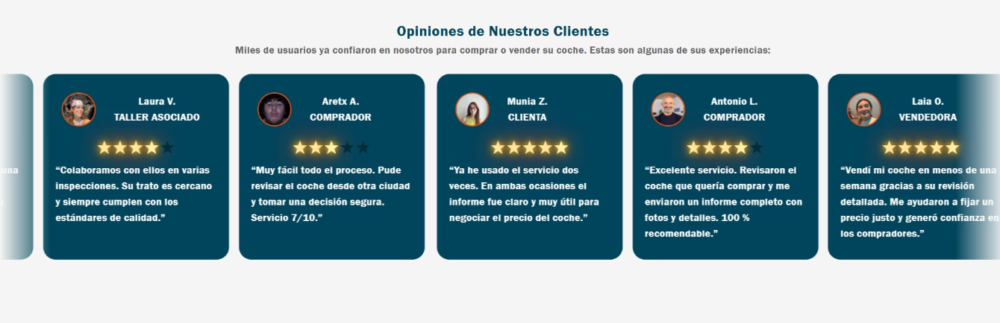 Opiniones de Nuestros Clientes
Miles de usuarios ya confiaron en nosotros para comprar o vender su coche. Estas son algunas de sus experiencias:
una
Laura V.
TALLER ASOCIADO
“Colaboramos con ellos en varias
inspecciones. Su trato es cercano
y siempre cumplen con los
estándares de calidad.”
Aretx A.
COMPRADOR
“Muy fácil todo el proceso. Pude
revisar el coche desde otra ciudad
y tomar una decisión segura.
Servicio 7/10.”
Munia Z.
CLIENTA
“Ya he usado el servicio dos
veces. En ambas ocasiones el
informe fue claro y muy útil para
negociar el precio del coche.”
Antonio L.
COMPRADOR
“Excelente servicio. Revisaron el
coche que quería comprar y me
enviaron un informe completo con
fotos y detalles. 100 %
recomendable.”
Laia O.
VENDEDORA
“Vendí mi coche en menos de una
semana gracias a su revisión
detallada. Me ayudaron a fijar un
precio justo y generó confianza en
los compradores.”